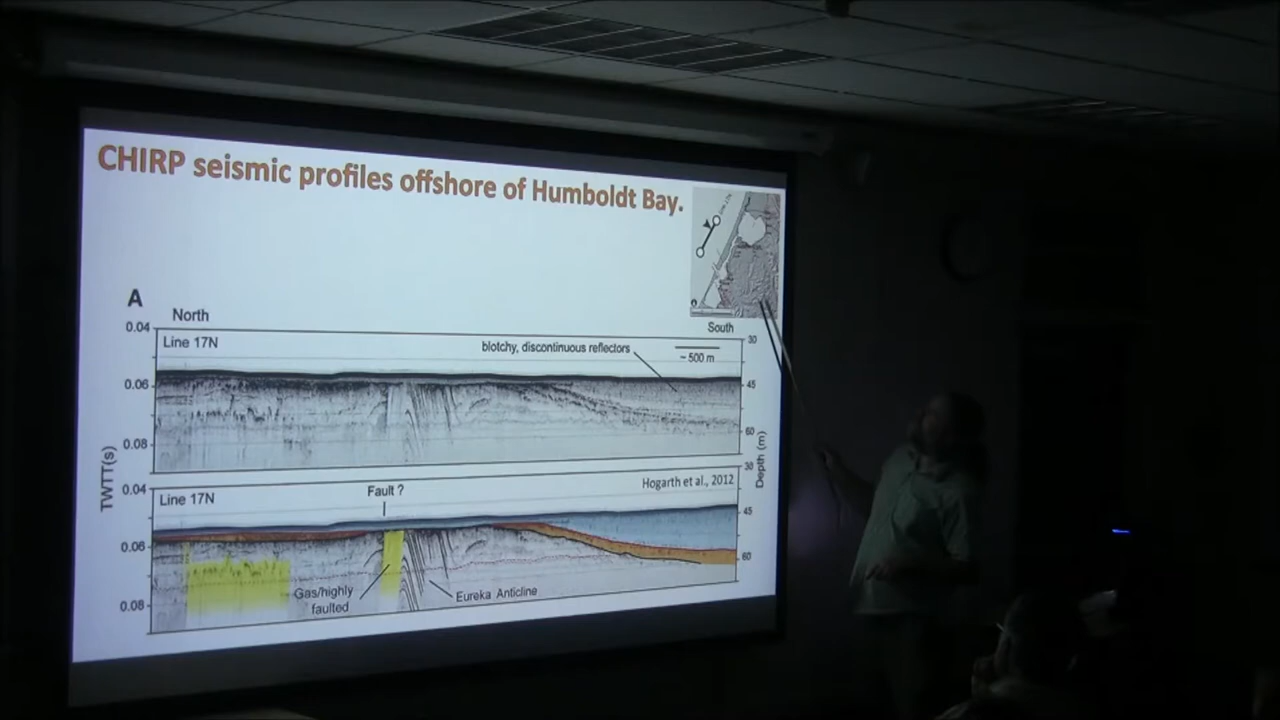 CHIRP seismic profiles offshore of Humboldt Bay.
A
North
South
0.04
30
Line 17N
blotchy, discontinuous reflectors
~ 500 m
0.06
45
0.08
60
TWTT(s)
Depth (m)
30
0.04
Line 17N
Fault ?
Hogarth et al., 2012
45
0.06
60
Gas/highly
faulted
Eureka Anticline
0.08